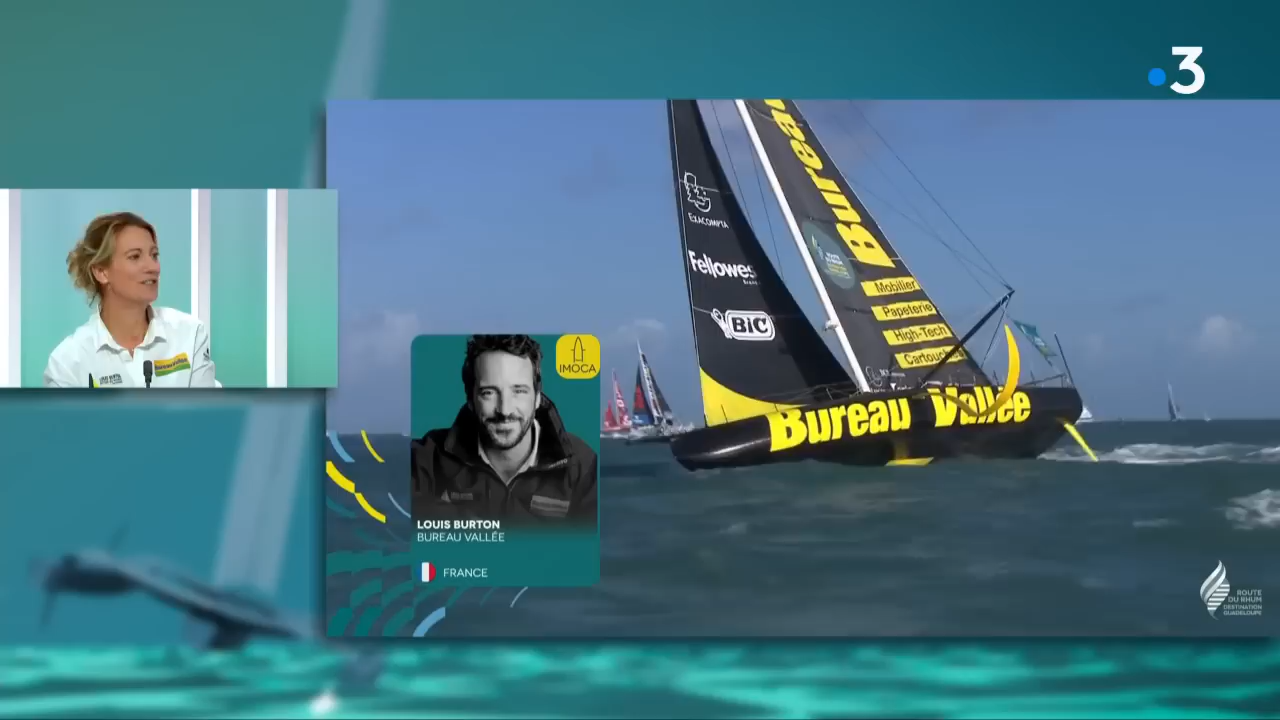 3
Bureau
EXACOMPTA
Fellowes
BIC
Mobilier
Papeterie
High-Tech
Cartouche
IMOCA
Bureau Vallée
LOUIS BURTON
BUREAU VALLÉE
FRANCE
ROUTE
DU RHUM
DESTINATION
GUADELOUPE